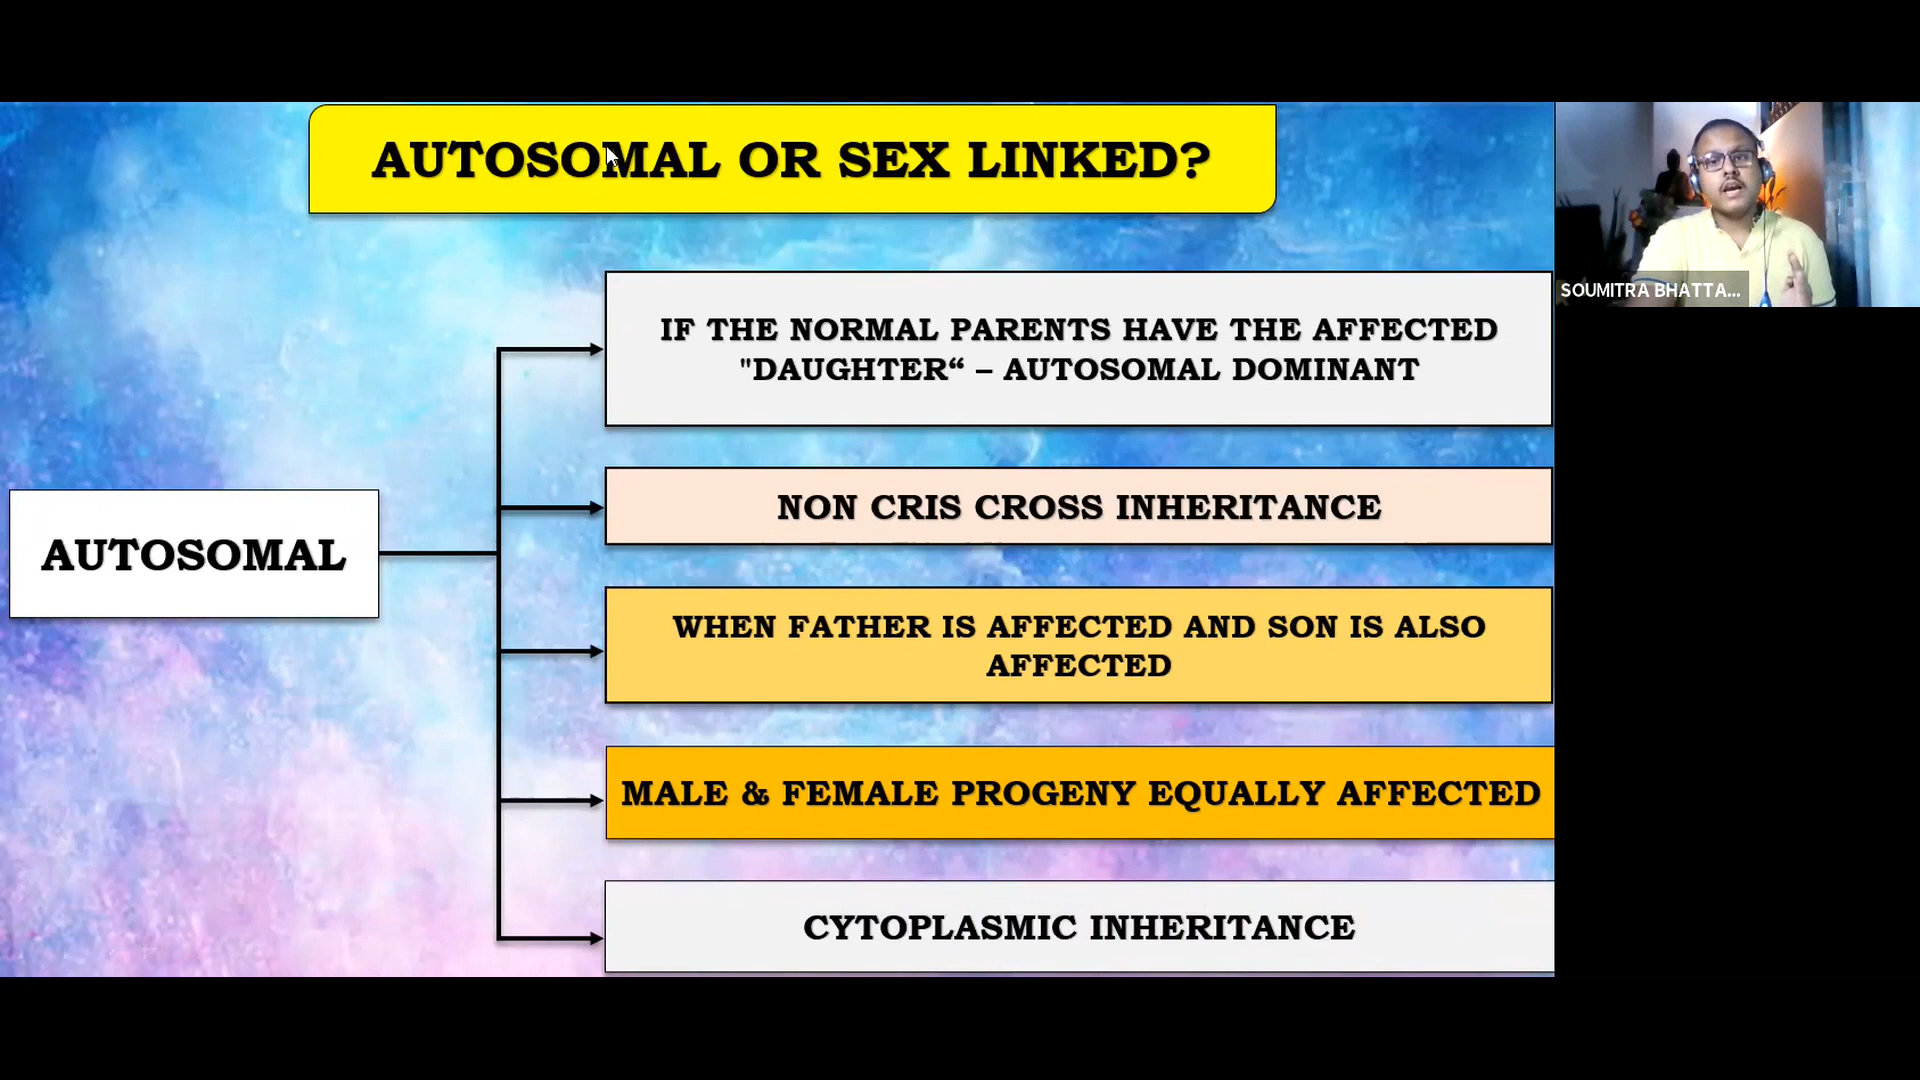 AUTOSOMAL OR SEX LINKED?
SOUMITRA BHATTA...
IF THE NORMAL PARENTS HAVE THE AFFECTED
"DAUGHTER“ – AUTOSOMAL DOMINANT
NON CRIS CROSS INHERITANCE
AUTOSOMAL
WHEN FATHER IS AFFECTED AND SON IS ALSO
AFFECTED
MALE & FEMALE PROGENY EQUALLY AFFECTED
CYTOPLASMIC INHERITANCE